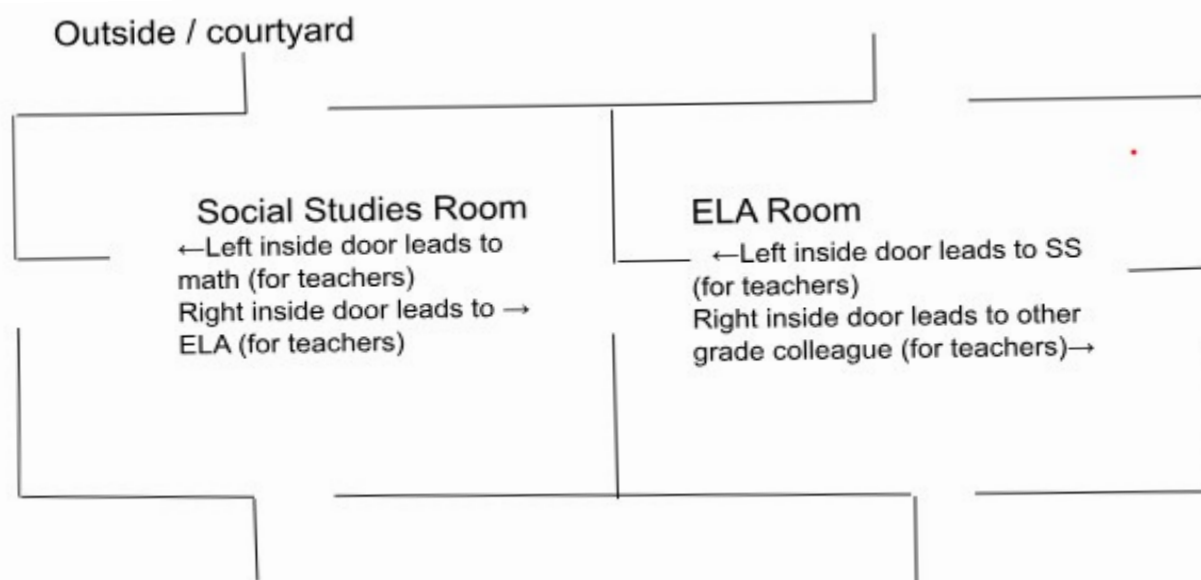 Outside / courtyard
Social Studies Room
←Left inside door leads to
math (for teachers)
Right inside door leads to →
ELA (for teachers)
ELA Room
←Left inside door leads to SS
(for teachers)
Right inside door leads to other
grade colleague (for teachers)→